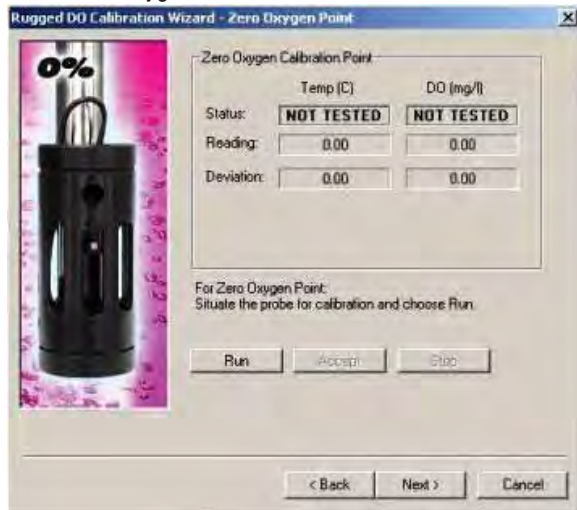 Rugged DO Calibration Wizard - Zero Oxygen Point
0%
Zero Oxygen Calibration Point
Temp (C) DO (mg/l)
Status: NOT TESTED NOT TESTED
Reading: 0.00 0.00
Deviation: 0.00 0.00
For Zero Oxygen Point:
Situate the probe for calibration and choose Run.
Run Accept Stop
< Back Next > Cancel